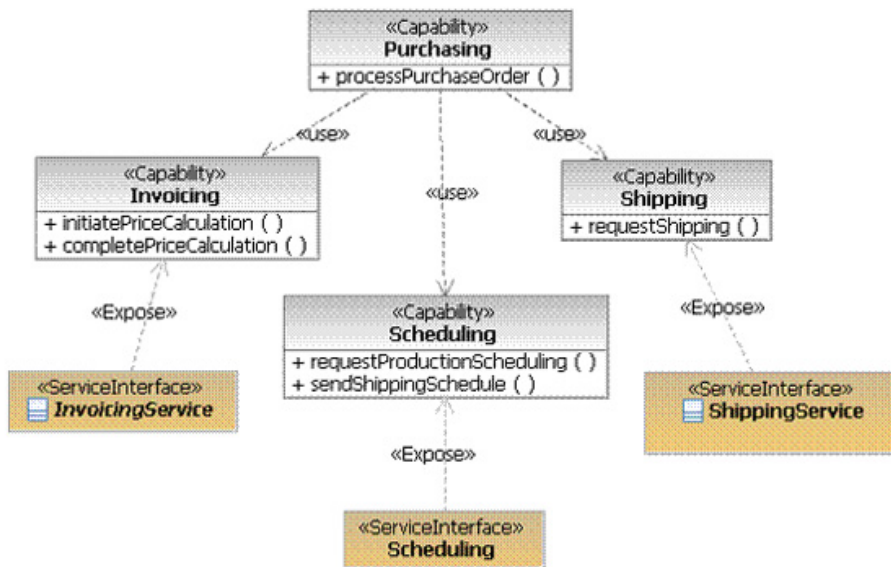 «Capability»
Purchasing
+ processPurchaseOrder ( )
«use»
«use»
«use»
«Capability»
Invoicing
+ initiatePriceCalculation ( )
+ completePriceCalculation ( )
«Capability»
Shipping
+ requestShipping ( )
«Expose»
«Capability»
Scheduling
+ requestProductionScheduling ( )
+ sendShippingSchedule ( )
«Expose»
«ServiceInterface»
InvoicingService
«ServiceInterface»
ShippingService
«Expose»
«ServiceInterface»
Scheduling